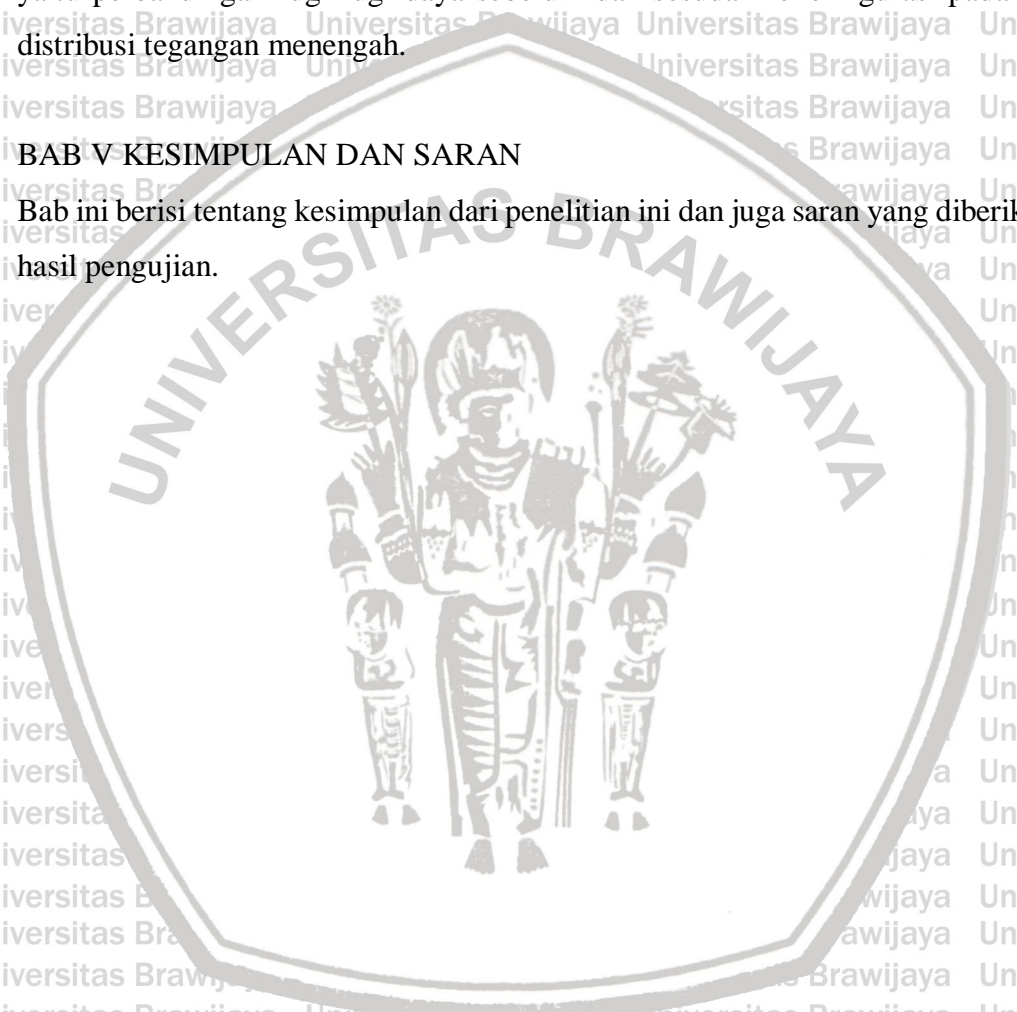 distribusi tegangan menengah.
BAB V KESIMPULAN DAN SARAN
Bab ini berisi tentang kesimpulan dari penelitian ini dan juga saran yang
hasil pengujian.
UNIVERSITAS BRAWIJAYA